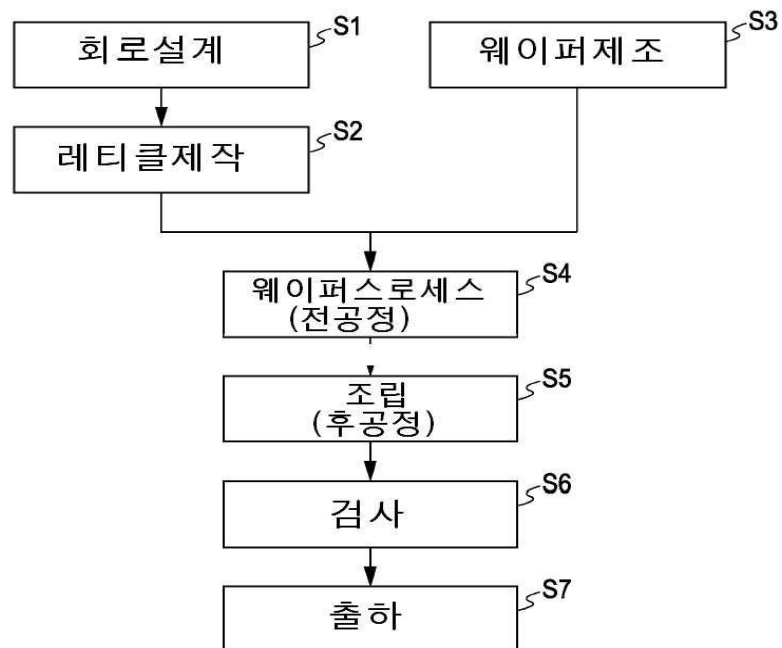 회로설계 S1
웨이퍼제조 S3
레티클제작 S2
웨이퍼스로세스 S4
(전공정)
조립 S5
(후공정)
검사 S6
출하 S7